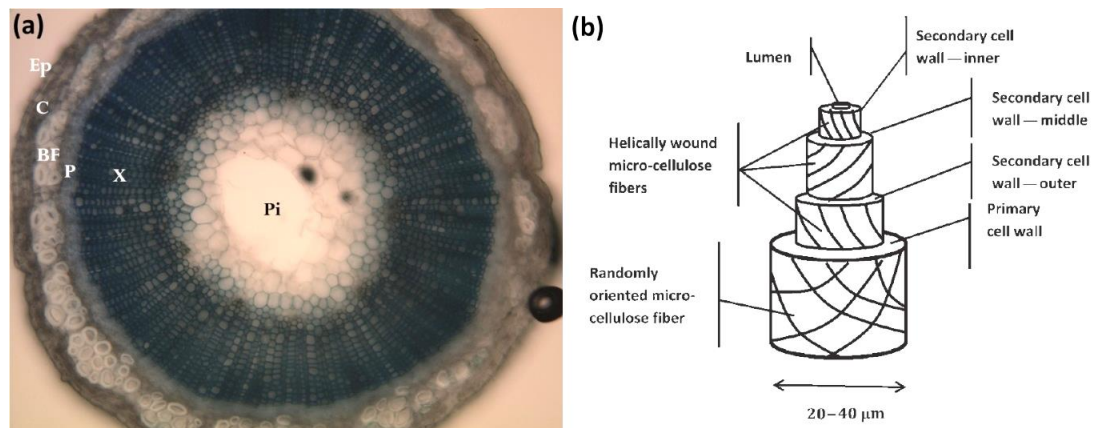 (a)
Ep
C
BF
P
X
Pi
(b)
Lumen
Secondary cell
wall—inner
Secondary cell
wall—middle
Helically wound
micro-cellulose
fibers
Secondary cell
wall—outer
Primary
cell wall
Randomly
oriented micro-
cellulose fiber
20–40 μm